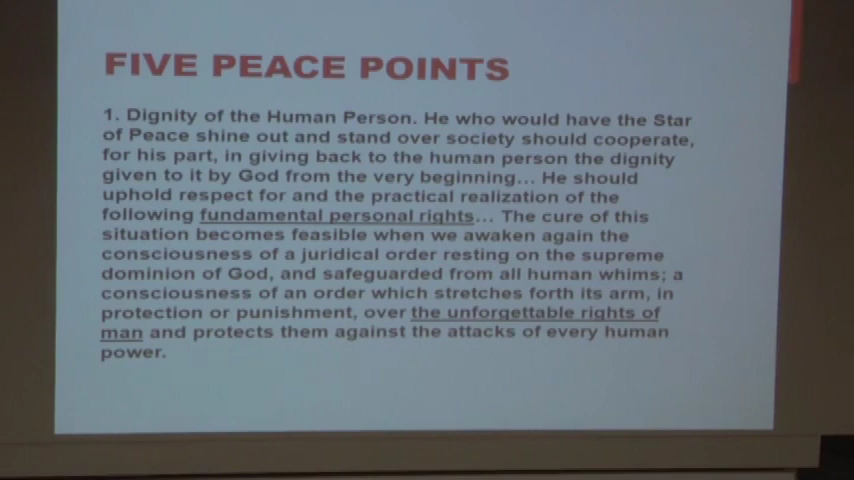 FIVE PEACE POINTS
1. Dignity of the Human Person. He who would have the Star
of Peace shine out and stand over society should cooperate,
for his part, in giving back to the human person the dignity
given to it by God from the very beginning... He should
uphold respect for and the practical realization of the
following fundamental personal rights... The cure of this
situation becomes feasible when we awaken again the
consciousness of a juridical order resting on the supreme
dominion of God, and safeguarded from all human whims; a
consciousness of an order which stretches forth its arm, in
protection or punishment, over the unforgettable rights of
man and protects them against the attacks of every human
power.